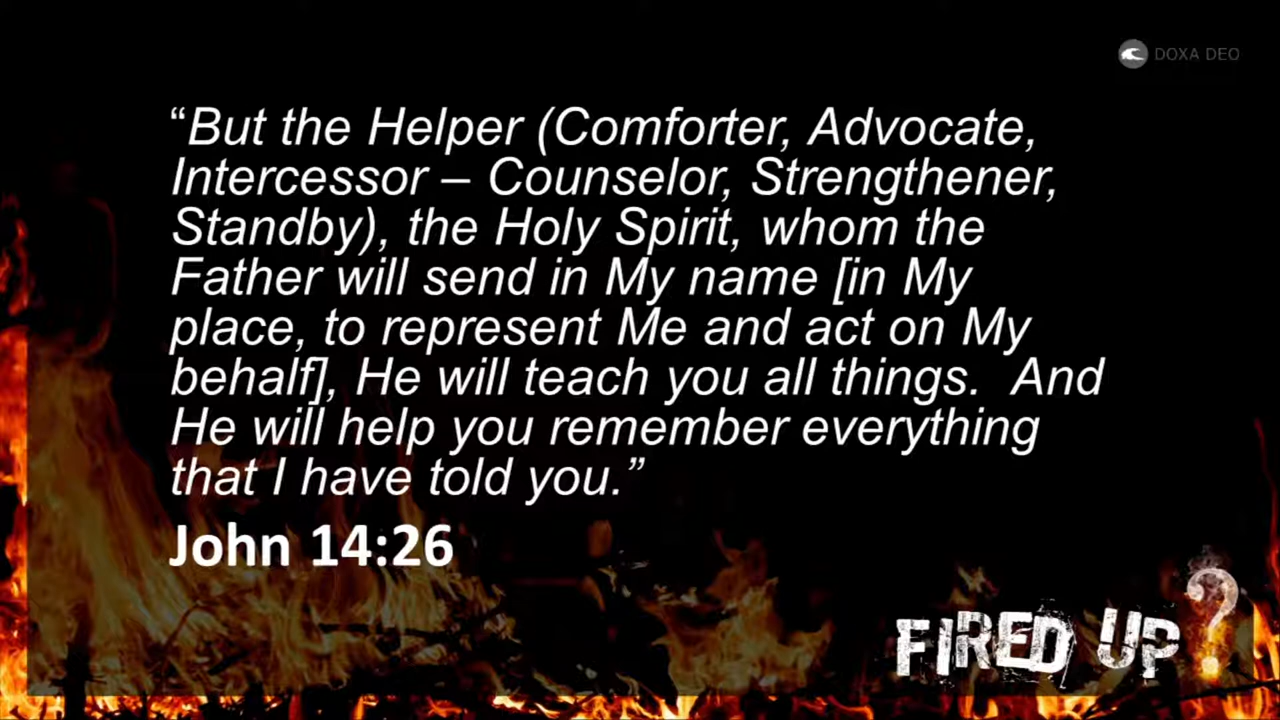 DOXA DEO
“But the Helper (Comforter, Advocate,
Intercessor – Counselor, Strengthener,
Standby), the Holy Spirit, whom the
Father will send in My name [in My
place, to represent Me and act on My
behalf], He will teach you all things.  And
He will help you remember everything
that I have told you.”
John 14:26
FIRED UP?